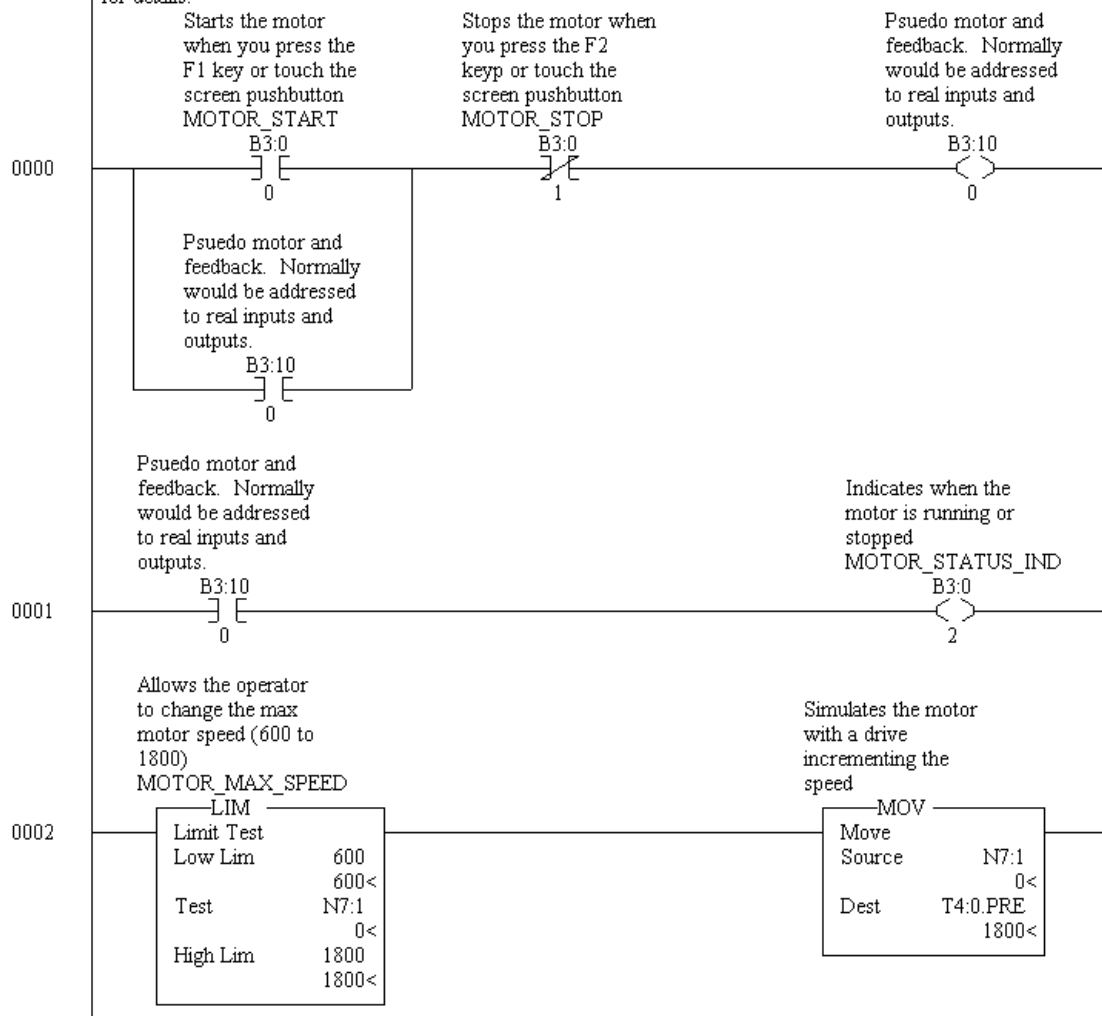 for details.
Starts the motor
when you press the
F1 key or touch the
screen pushbutton
MOTOR_START
B3:0
0
Stops the motor when
you press the F2
keyp or touch the
screen pushbutton
MOTOR_STOP
B3:0
1
Psuedo motor and
feedback. Normally
would be addressed
to real inputs and
outputs.
B3:10
0
0000
Psuedo motor and
feedback. Normally
would be addressed
to real inputs and
outputs.
B3:10
0
Psuedo motor and
feedback. Normally
would be addressed
to real inputs and
outputs.
B3:10
0
Indicates when the
motor is running or
stopped
MOTOR_STATUS_IND
B3:0
2
0001
Allows the operator
to change the max
motor speed (600 to
1800)
MOTOR_MAX_SPEED
LIM
Limit Test
Low Lim 600
600<
Test N7:1
0<
High Lim 1800
1800<
Simulates the motor
with a drive
incrementing the
speed
MOV
Move
Source N7:1
0<
Dest T4:0.PRE
1800<
0002